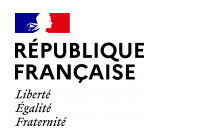 RÉPUBLIQUE
FRANÇAISE
Liberté
Égalité
Fraternité